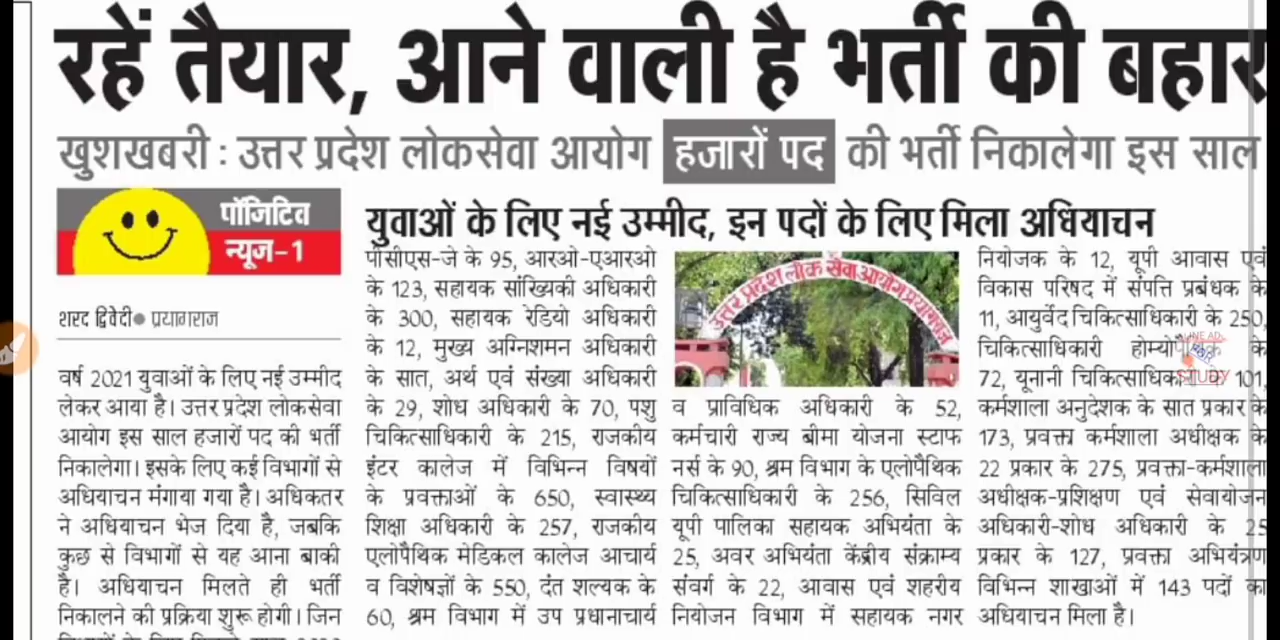 रहें तैयार, आने वाली है भर्ती की बहार
खुशखबरी : उत्तर प्रदेश लोकसेवा आयोग हजारों पद की भर्ती निकालेगा इस साल
पॉजिटिव
न्यूज-1
शरद द्विवेदी ● प्रयागराज
वर्ष 2021 युवाओं के लिए नई उम्मीद
लेकर आया है। उत्तर प्रदेश लोकसेवा
आयोग इस साल हजारों पद की भर्ती
निकालेगा। इसके लिए कई विभागों से
अधियाचन मंगाया गया है। अधिकतर
ने अधियाचन भेज दिया है, जबकि
कुछ से विभागों से यह आना बाकी
है। अधियाचन मिलते ही भर्ती
निकालने की प्रक्रिया शुरू होगी। जिन
युवाओं के लिए नई उम्मीद, इन पदों के लिए मिला अधियाचन
पीसीएस-जे के 95, आरओ-एआरओ
के 123, सहायक सांख्यिकी अधिकारी
के 300, सहायक रेडियो अधिकारी
के 12, मुख्य अग्निशमन अधिकारी
के सात, अर्थ एवं संख्या अधिकारी
के 29, शोध अधिकारी के 70, पशु
चिकित्साधिकारी के 215, राजकीय
इंटर कालेज में विभिन्न विषयों
के प्रवक्ताओं के 650, स्वास्थ्य
शिक्षा अधिकारी के 257, राजकीय
एलोपैथिक मेडिकल कालेज आचार्य
व विशेषज्ञों के 550, दंत शल्यक के
60, श्रम विभाग में उप प्रधानाचार्य
उत्तर प्रदेश लोक सेवा आयोग प्रयागराज
व प्राविधिक अधिकारी के 52,
कर्मचारी राज्य बीमा योजना स्टाफ
नर्स के 90, श्रम विभाग के एलोपैथिक
चिकित्साधिकारी के 256, सिविल
यूपी पालिका सहायक अभियंता के
25, अवर अभियंता केंद्रीय संक्राम्य
संवर्ग के 22, आवास एवं शहरीय
नियोजन विभाग में सहायक नगर
नियोजक के 12, यूपी आवास एवं
विकास परिषद में संपत्ति प्रबंधक के
11, आयुर्वेद चिकित्साधिकारी के 250,
चिकित्साधिकारी होम्योपैथिक के
72, यूनानी चिकित्साधिकारी 101,
कर्मशाला अनुदेशक के सात प्रकार के
173, प्रवक्ता कर्मशाला अधीक्षक के
22 प्रकार के 275, प्रवक्ता-कर्मशाला
अधीक्षक-प्रशिक्षण एवं सेवायोजन
अधिकारी-शोध अधिकारी के 25
प्रकार के 127, प्रवक्ता अभियंत्रण
विभिन्न शाखाओं में 143 पदों का
अधियाचन मिला है।
STUDY